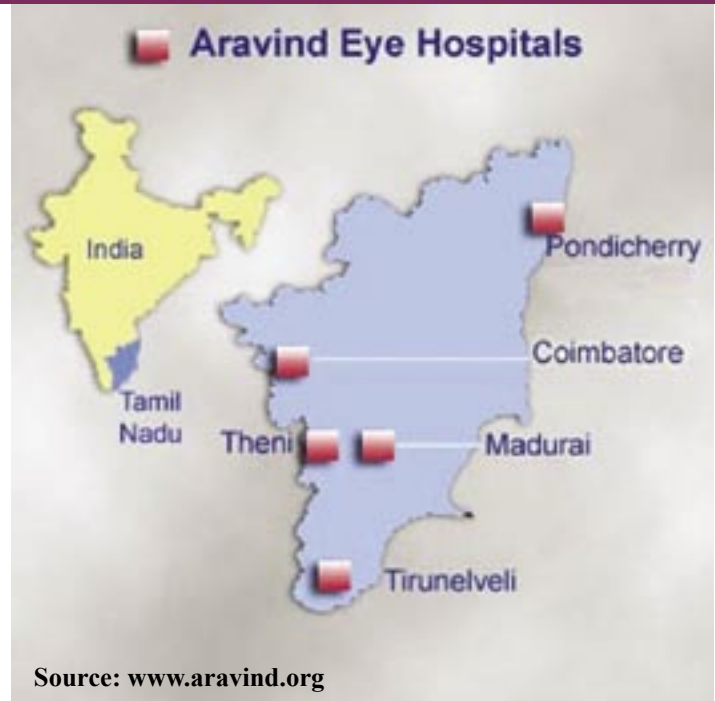 Aravind Eye Hospitals
India
Tamil
Nadu
Pondicherry
Coimbatore
Theni
Madurai
Tirunelveli
Source: www.aravind.org